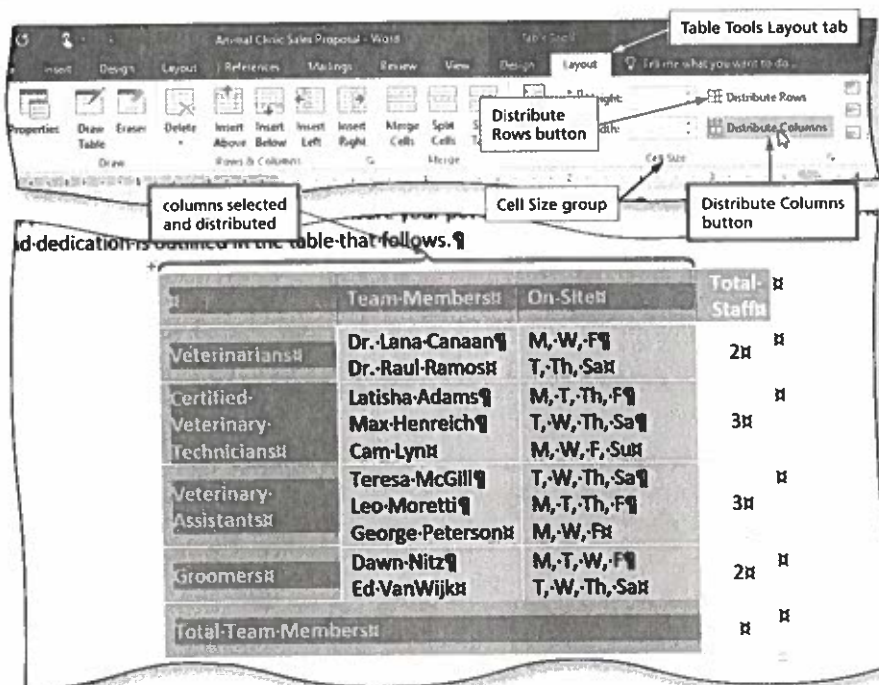 Table Tools Layout tab
Animal Clinic Sales Proposal - Word
Insert Design Layout References Mailings Review View Design Layout Tell me what you want to do...
Properties Draw Table Eraser Delete Insert Above Insert Below Insert Left Insert Right Merge Cells Split Cells
Distribute Rows
Distribute Columns
Draw Rows & Columns Merge Cell Size
Distribute Rows button
columns selected and distributed
Cell Size group
Distribute Columns button
dedication·is·outlined·in·the·table·that·follows.¶
¤ Team·Members¤ On-Site¤ Total·Staff¤ ¤
Veterinarians¤ 2¤ ¤
Dr.·Lana·Canaan¶ M,·W,·F¶
Dr.·Raul·Ramos¤ T,·Th,·Sa¤
Certified·Veterinary·Technicians¤ 3¤ ¤
Latisha·Adams¶ M,·T,·Th,·F¶
Max·Henreich¶ T,·W,·Th,·Sa¶
Cam·Lyn¤ M,·W,·F,·Su¤
Veterinary·Assistants¤ 3¤ ¤
Teresa·McGill¶ T,·W,·Th,·Sa¶
Leo·Moretti¶ M,·T,·Th,·F¶
George·Peterson¤ M,·W,·F¤
Groomers¤ 2¤ ¤
Dawn·Nitz¶ M,·T,·W,·F¶
Ed·VanWijk¤ T,·W,·Th,·Sa¤
Total·Team·Members¤ ¤ ¤